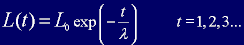 L(t) = L₀ exp(−t/λ) t = 1,2,3...